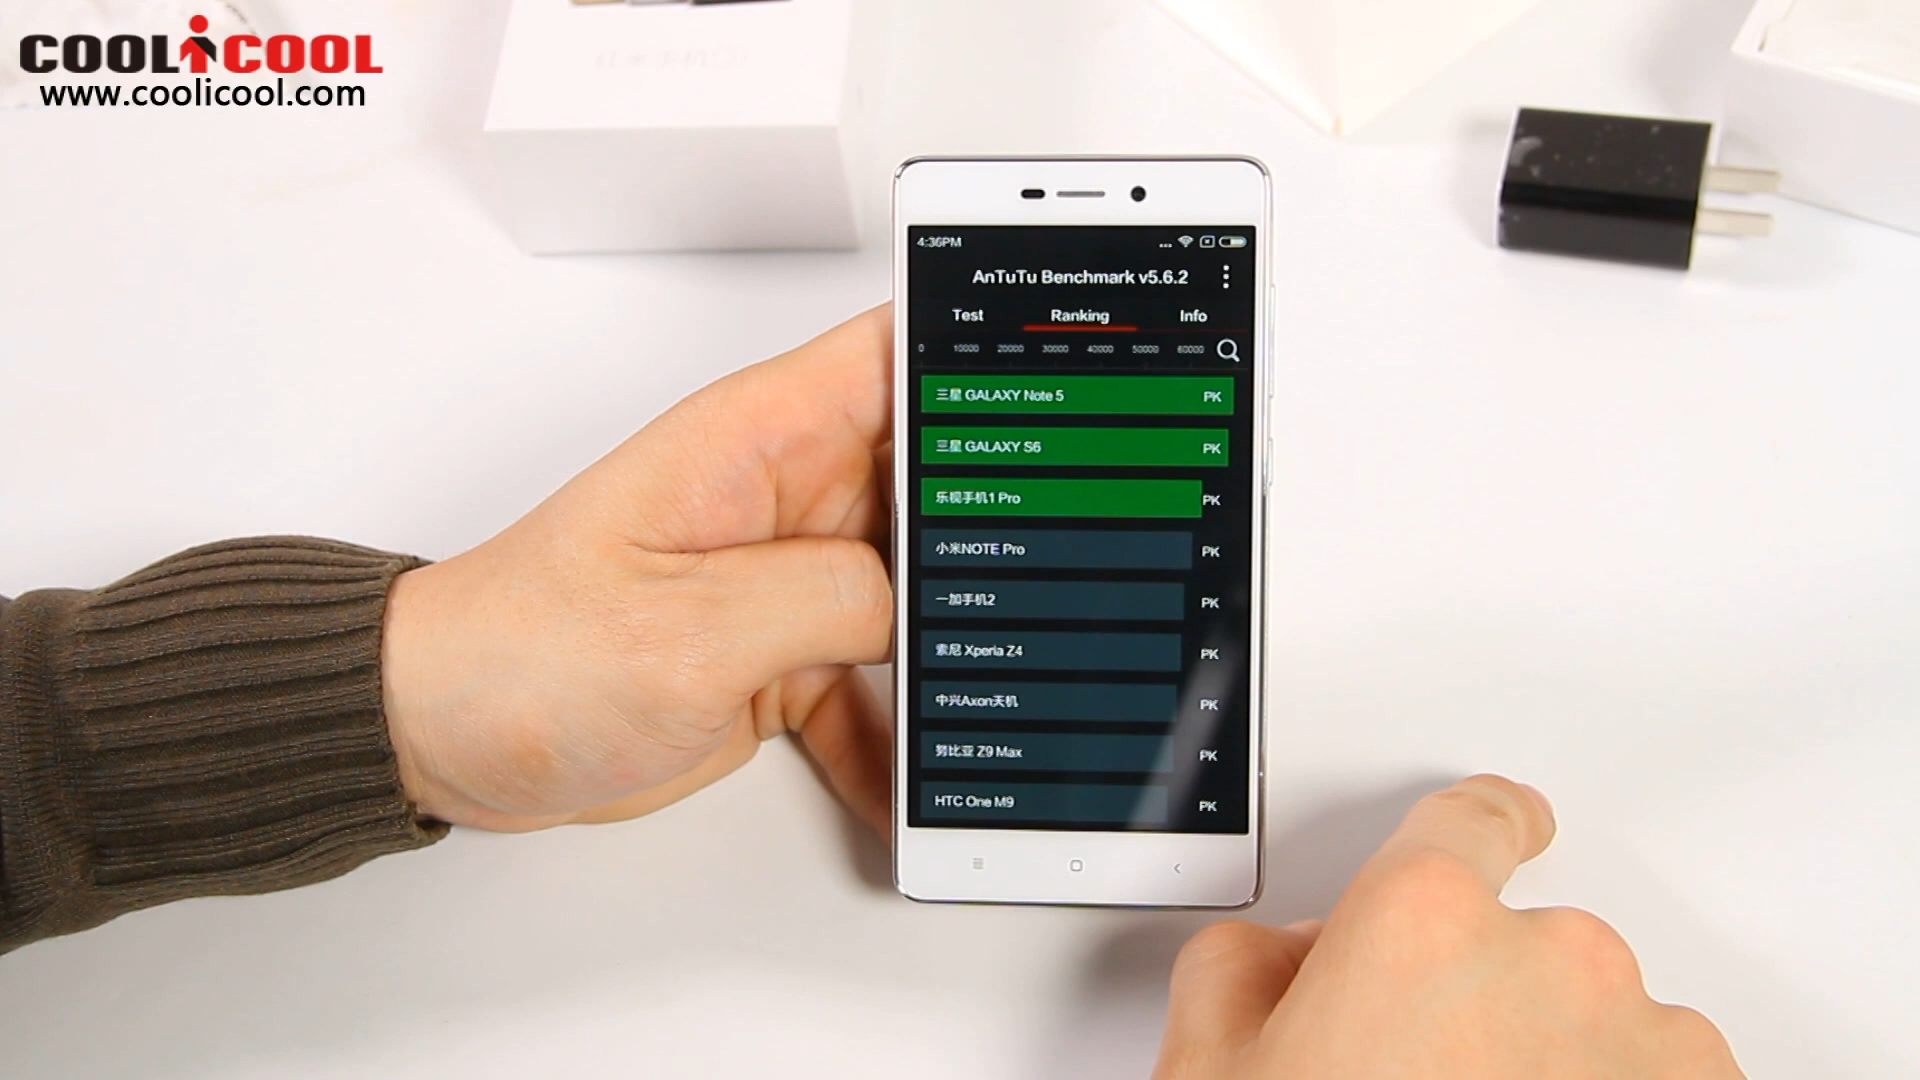 COOLiCOOL
www.coolicool.com
4:36PM
AnTuTu Benchmark v5.6.2
Test Ranking Info
0 10000 20000 30000 40000 50000 60000
三星 GALAXY Note 5 PK
三星 GALAXY S6 PK
乐视手机1 Pro PK
小米NOTE Pro PK
一加手机2 PK
索尼 Xperia Z4 PK
中兴Axon天机 PK
努比亚 Z9 Max PK
HTC One M9 PK